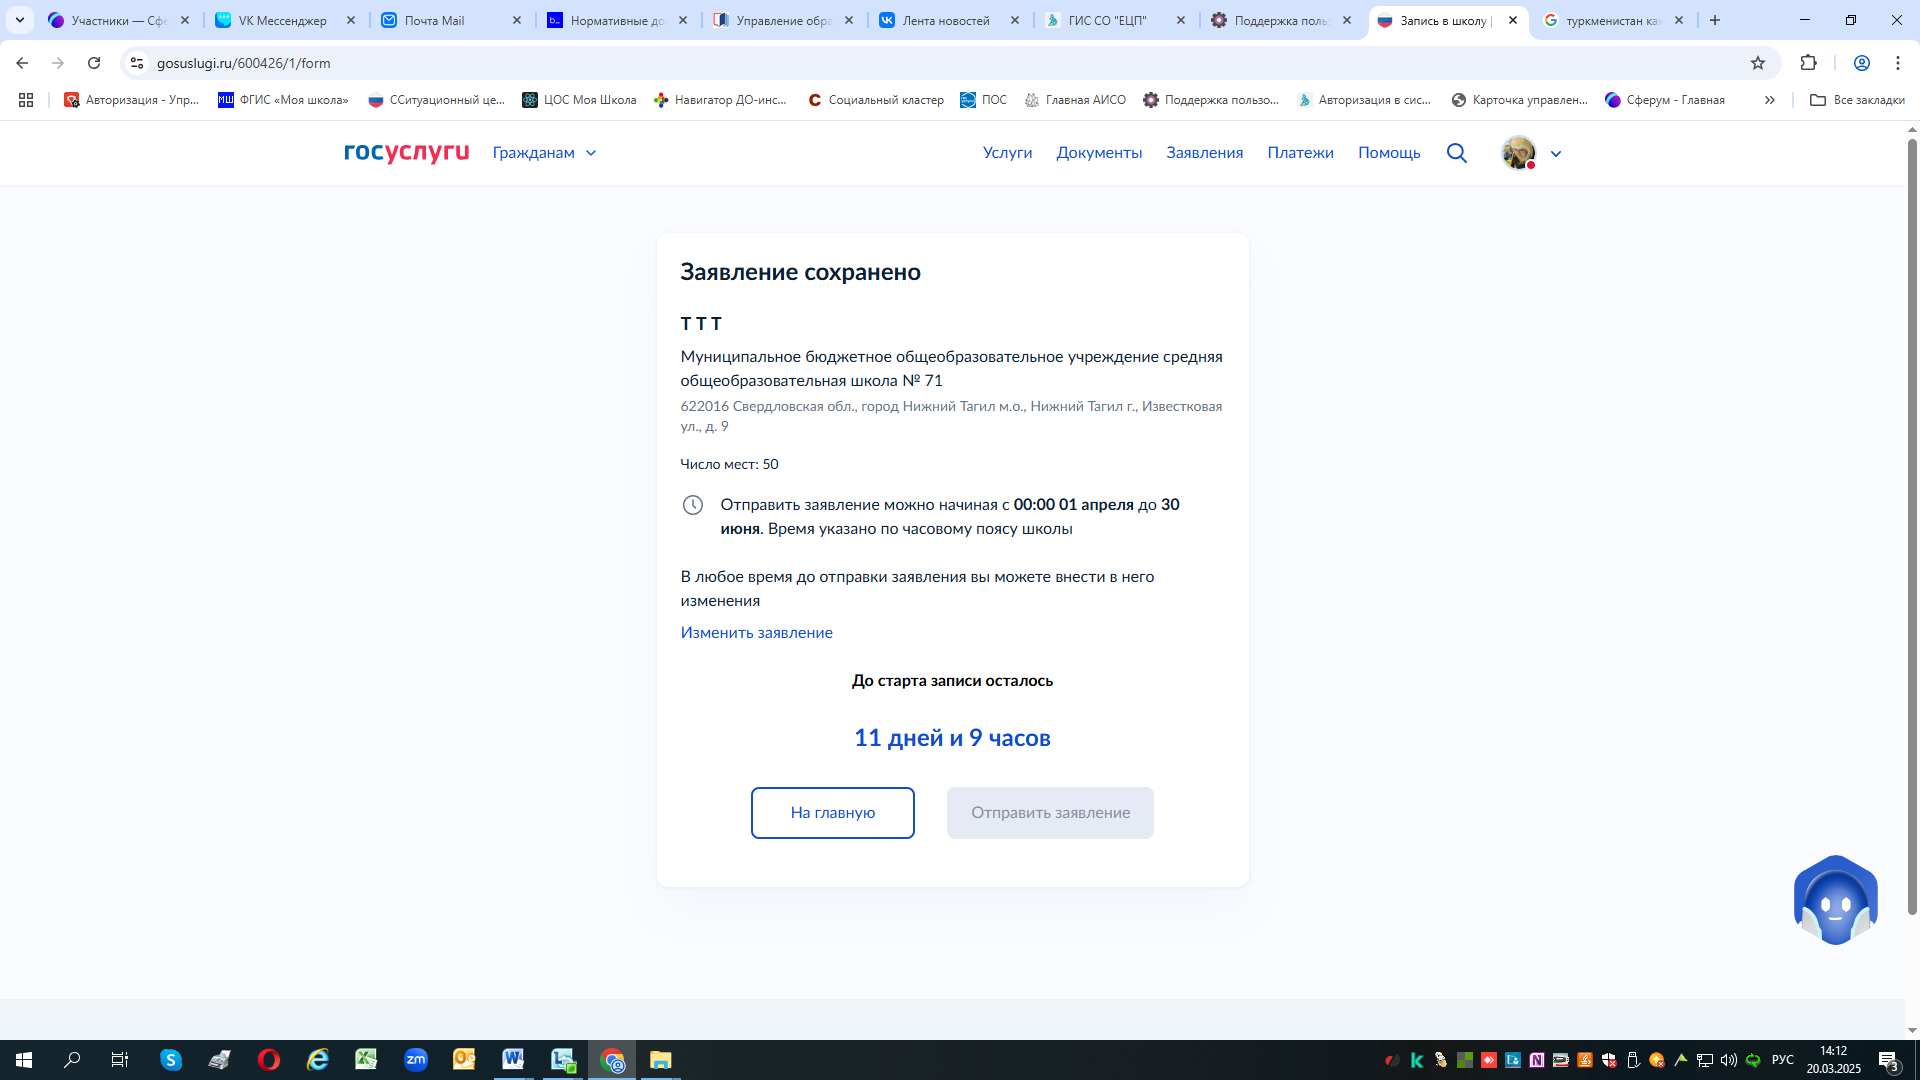 Участники — Сфе
VK Мессенджер
Почта Mail
Нормативные до
Управление обра
Лента новостей
ГИС СО "ЕЦП"
Поддержка поль
Запись в школу |
туркменистан ка
gosuslugi.ru/600426/1/form
Авторизация - Упр...
ФГИС «Моя школа»
ССитуационный це...
ЦОС Моя Школа
Навигатор ДО-инс...
Социальный кластер
ПОС
Главная АИСО
Поддержка пользо...
Авторизация в сис...
Карточка управлен...
Сферум - Главная
Все закладки
госуслуги
Гражданам
Услуги
Документы
Заявления
Платежи
Помощь
Заявление сохранено
Т Т Т
Муниципальное бюджетное общеобразовательное учреждение средняя
общеобразовательная школа № 71
622016 Свердловская обл., город Нижний Тагил м.о., Нижний Тагил г., Известковая
ул., д. 9
Число мест: 50
Отправить заявление можно начиная с 00:00 01 апреля до 30
июня. Время указано по часовому поясу школы
В любое время до отправки заявления вы можете внести в него
изменения
Изменить заявление
До старта записи осталось
11 дней и 9 часов
На главную
Отправить заявление
РУС
14:12
20.03.2025
3